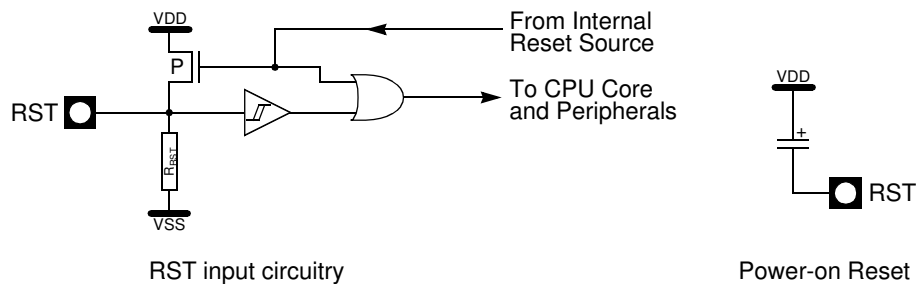 VDD
From Internal
Reset Source
P
To CPU Core
and Peripherals
RST
RRST
VSS
RST input circuitry
VDD
+
RST
Power-on Reset